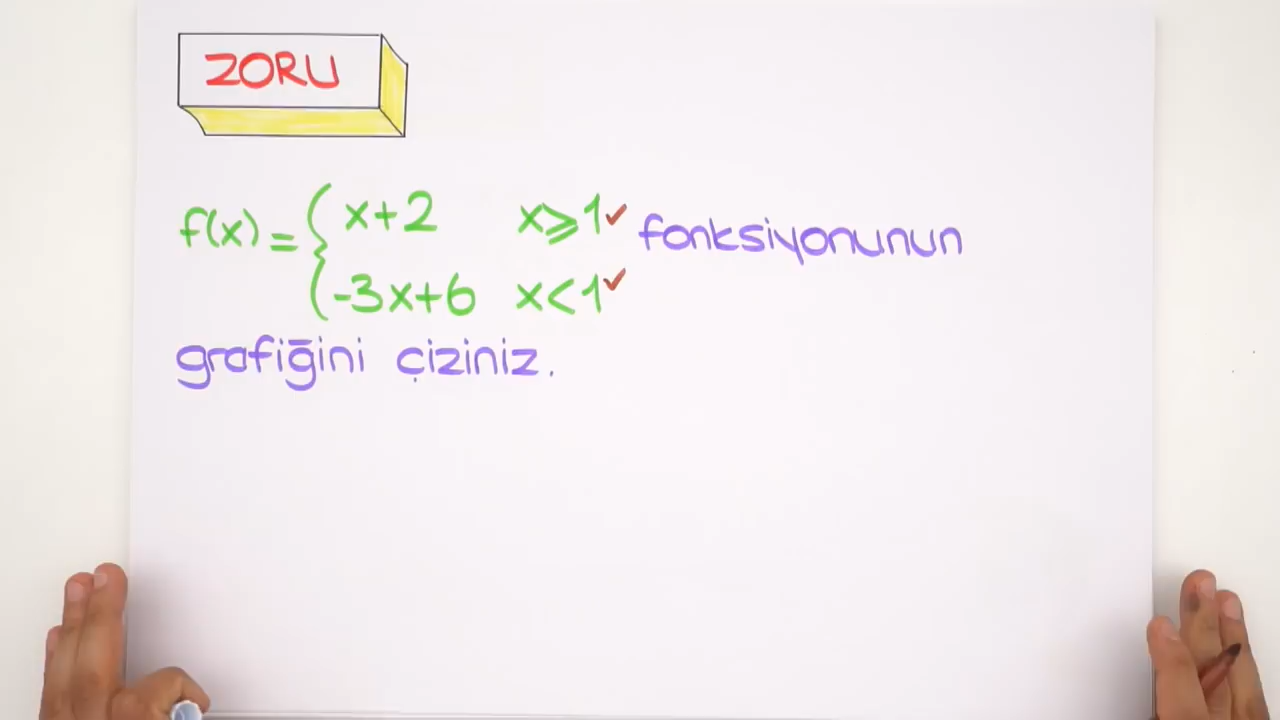 ZORU
f(x) = { x+2 x⩾1✓ fonksiyonunun
-3x+6 x<1✓
grafiğini çiziniz.